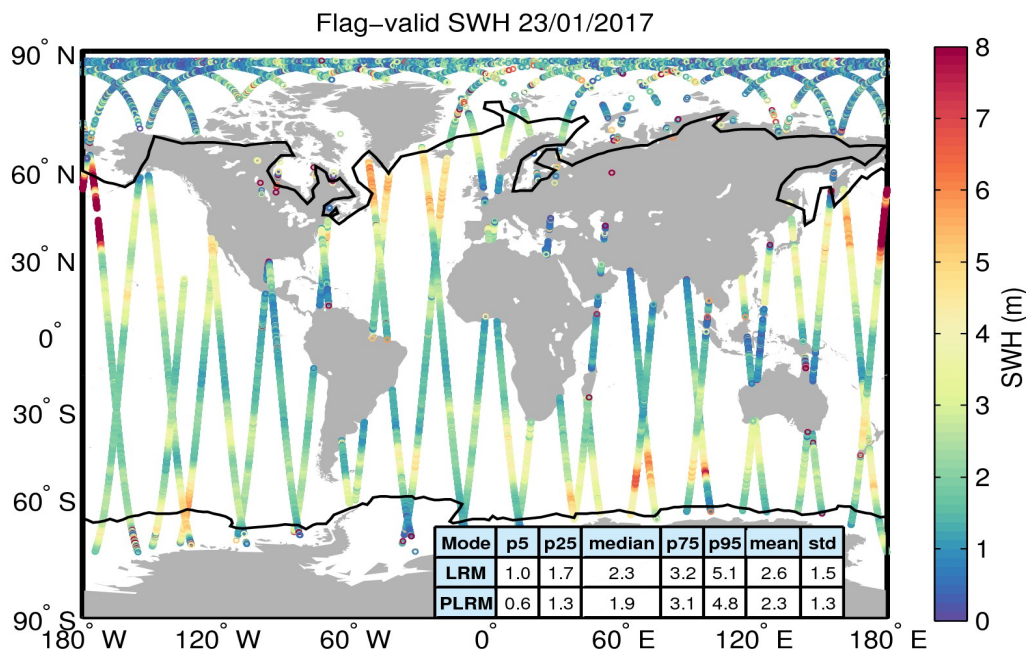 Flag−valid SWH 23/01/2017
90° N
60° N
30° N
0°
30° S
60° S
90° S
180° W
120° W
60° W
0°
60° E
120° E
180° E
8
7
6
5
4
3
2
1
0
SWH (m)
Mode p5 p25 median p75 p95 mean std
LRM 1.0 1.7 2.3 3.2 5.1 2.6 1.5
PLRM 0.6 1.3 1.9 3.1 4.8 2.3 1.3